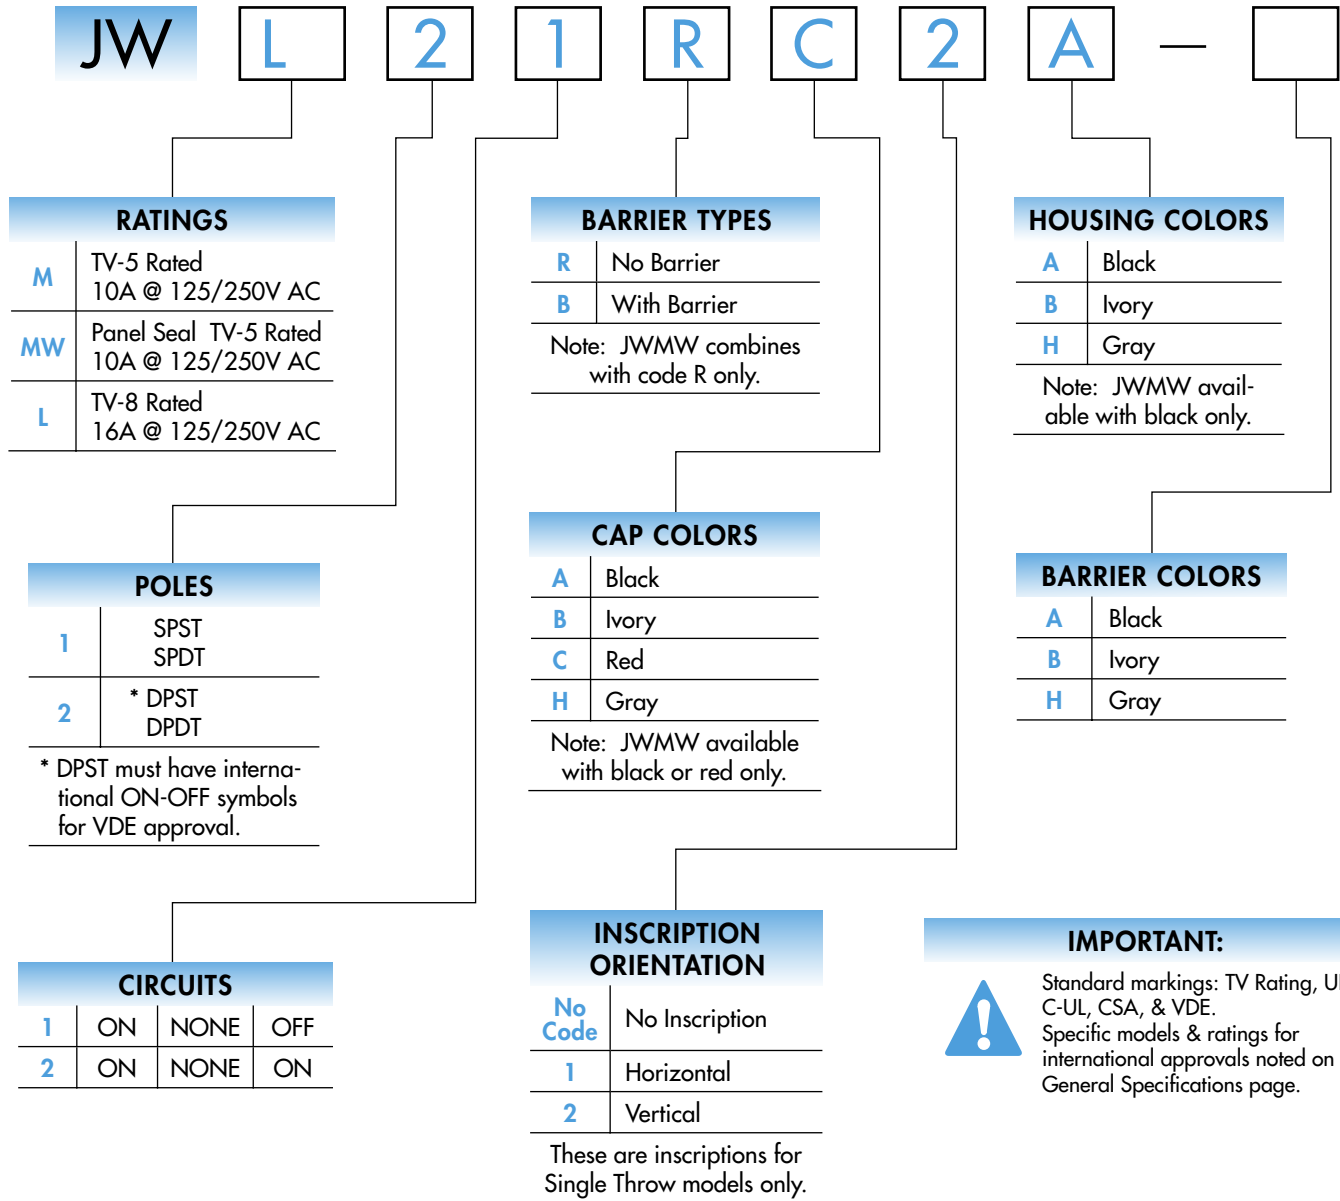 JW L 2 1 R C 2 A —
RATINGS
M TV-5 Rated
10A @ 125/250V AC
MW Panel Seal TV-5 Rated
10A @ 125/250V AC
L TV-8 Rated
16A @ 125/250V AC
POLES
1 SPST
SPDT
2 * DPST
DPDT
* DPST must have interna-
tional ON-OFF symbols
for VDE approval.
CIRCUITS
1 ON NONE OFF
2 ON NONE ON
BARRIER TYPES
R No Barrier
B With Barrier
Note: JWMW combines
with code R only.
CAP COLORS
A Black
B Ivory
C Red
H Gray
Note: JWMW available
with black or red only.
INSCRIPTION
ORIENTATION
No
Code No Inscription
1 Horizontal
2 Vertical
These are inscriptions for
Single Throw models only.
HOUSING COLORS
A Black
B Ivory
H Gray
Note: JWMW avail-
able with black only.
BARRIER COLORS
A Black
B Ivory
H Gray
IMPORTANT:
Standard markings: TV Rating,
C-UL, CSA, & VDE.
Specific models & ratings for
international approvals noted on
General Specifications page.